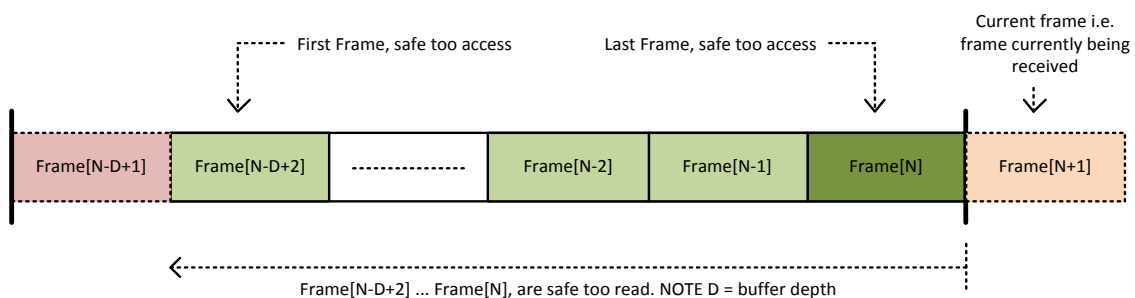 Current frame i.e.
frame currently being
received
First Frame, safe too access
Last Frame, safe too access
Frame[N-D+1]
Frame[N-D+2]
Frame[N-2]
Frame[N-1]
Frame[N]
Frame[N+1]
Frame[N-D+2] ... Frame[N], are safe too read. NOTE D = buffer depth